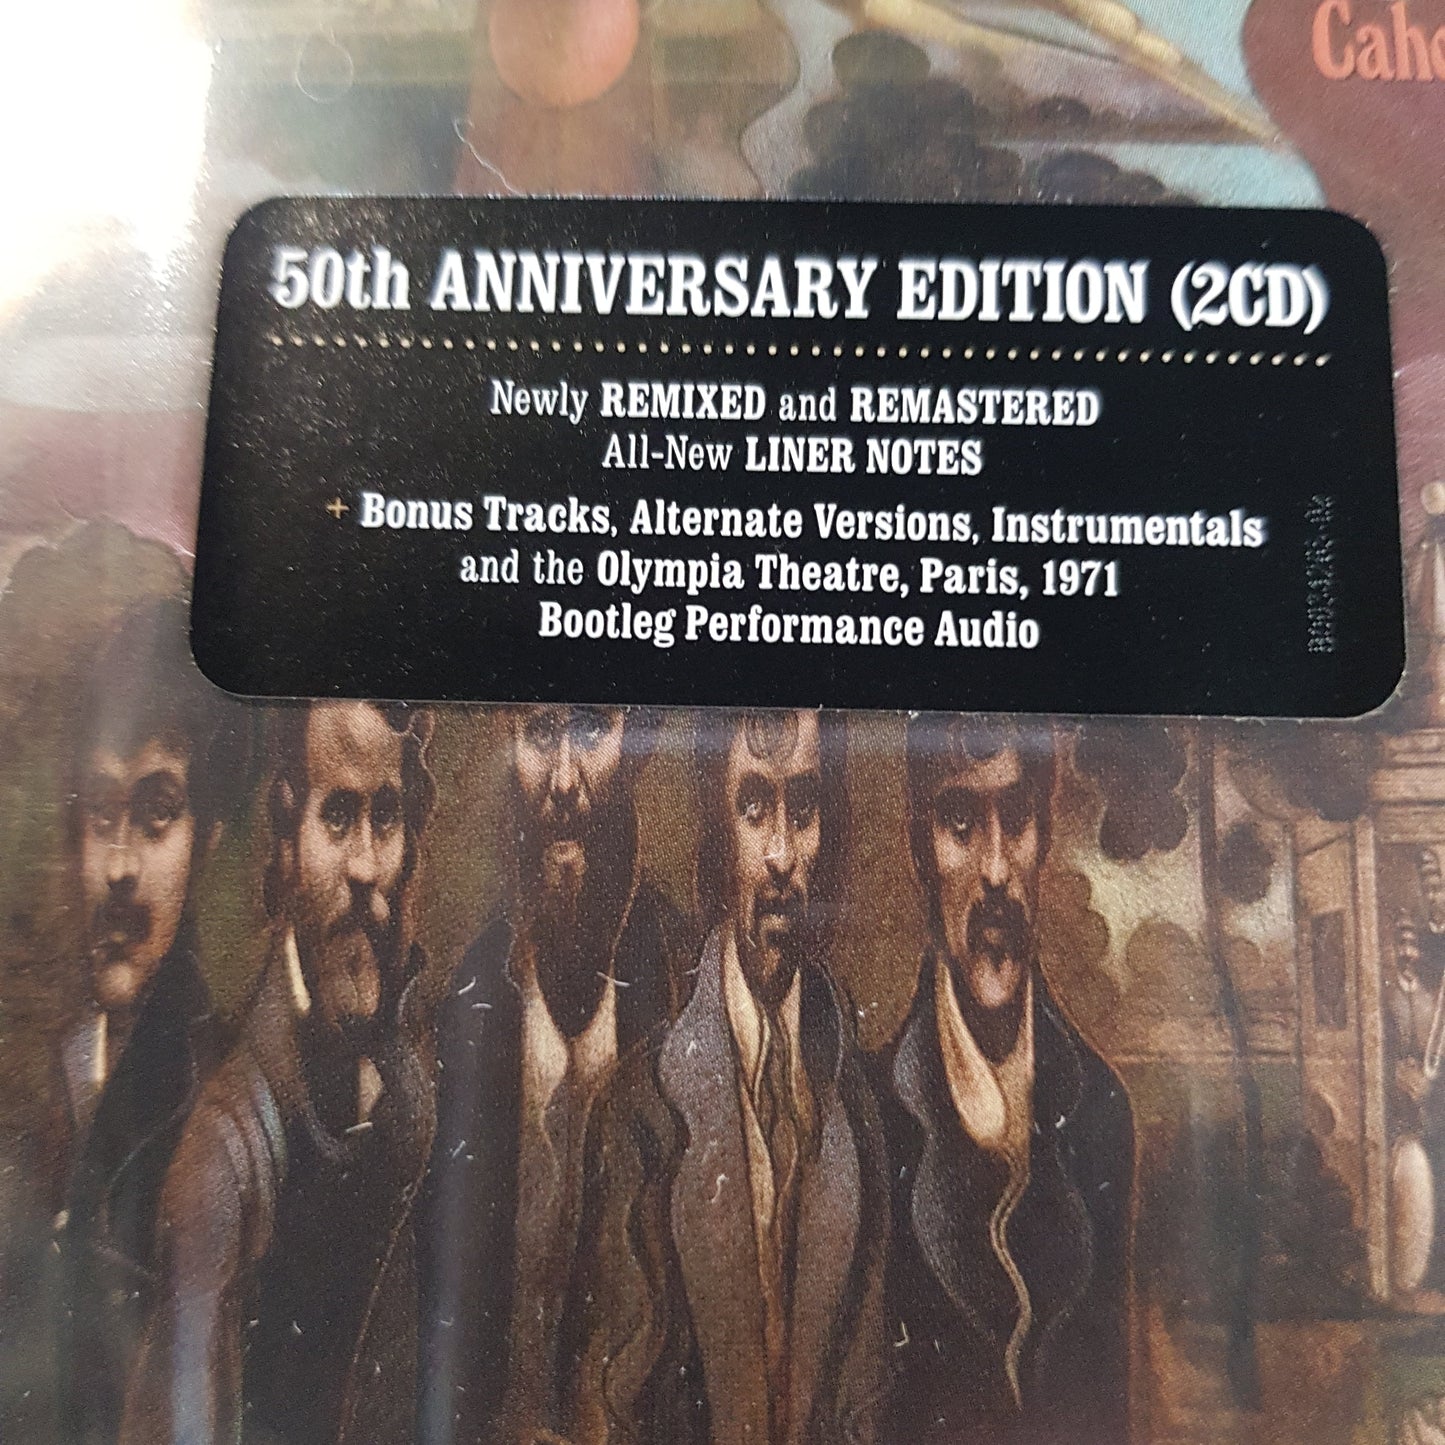 50th ANNIVERSARY EDITION (2CD)
Newly REMIXED and REMASTERED
All-New LINER NOTES
+ Bonus Tracks, Alternate Versions, Instrumentals
and the Olympia Theatre, Paris, 1971
Bootleg Performance Audio